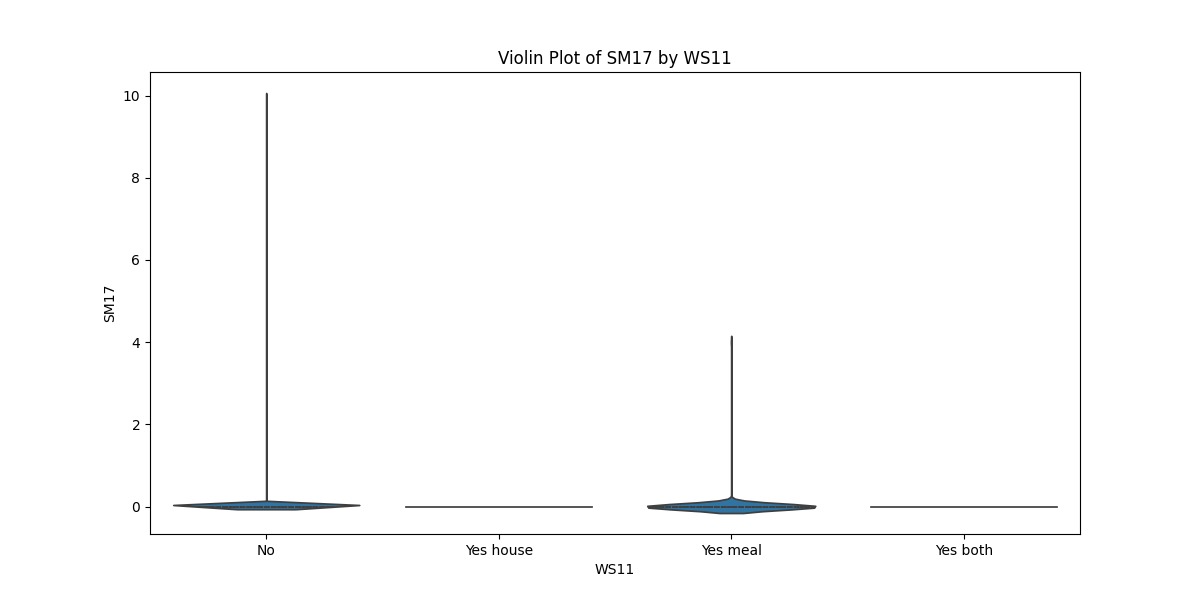 Violin Plot of SM17 by WS11
10
8
6
4
2
0
SM17
No
Yes house
Yes meal
Yes both
WS11